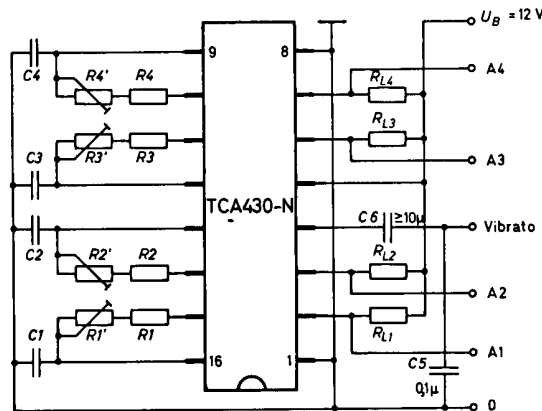 U_B = 12 V
C4
9
8
R4' R4
R_L4
A4
R3' R3
R_L3
C3
A3
TCA430-N
C6 ≥10µ
Vibrato
C2
R2' R2
R_L2
A2
C1
R1' R1
R_L1
16
1
A1
C5
0,1µ
0